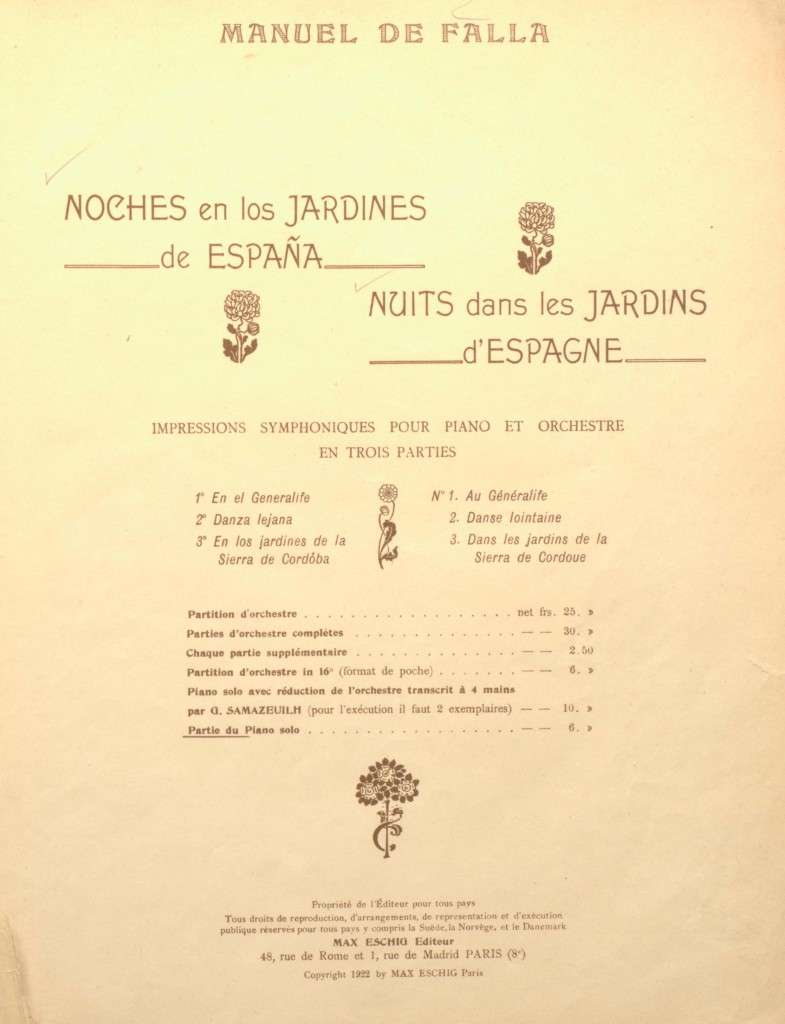 MANUEL DE FALLA
NOCHES en los JARDINES
de ESPAÑA
NUITS dans les JARDINS
d'ESPAGNE
IMPRESSIONS SYMPHONIQUES POUR PIANO ET ORCHESTRE
EN TROIS PARTIES
1º En el Generalife
2º Danza lejana
3º En los jardines de la
Sierra de Cordôba
Nº 1. Au Généralife
2. Danse lointaine
3. Dans les jardins de la
Sierra de Cordoue
Partition d'orchestre . . . . . . . . . . . . . . . . . . net frs. 25. »
Parties d'orchestre complètes . . . . . . . . . . . . . . — — 30. »
Chaque partie supplémentaire . . . . . . . . . . . . . . — — 2.50
Partition d'orchestre in 16º (format de poche) . . . . . . . — — 6. »
Piano solo avec réduction de l'orchestre transcrit à 4 mains
par G. SAMAZEUILH (pour l'exécution il faut 2 exemplaires) — — 10. »
Partie du Piano solo . . . . . . . . . . . . . . . . . . — — 6. »
Propriété de l'Éditeur pour tous pays
Tous droits de reproduction, d'arrangements, de representation et d'exécution
publique réservés pour tous pays y compris la Suède, la Norvège, et le Danemark
MAX ESCHIG Editeur
48, rue de Rome et 1, rue de Madrid PARIS (8ᵉ)
Copyright 1922 by MAX ESCHIG Paris